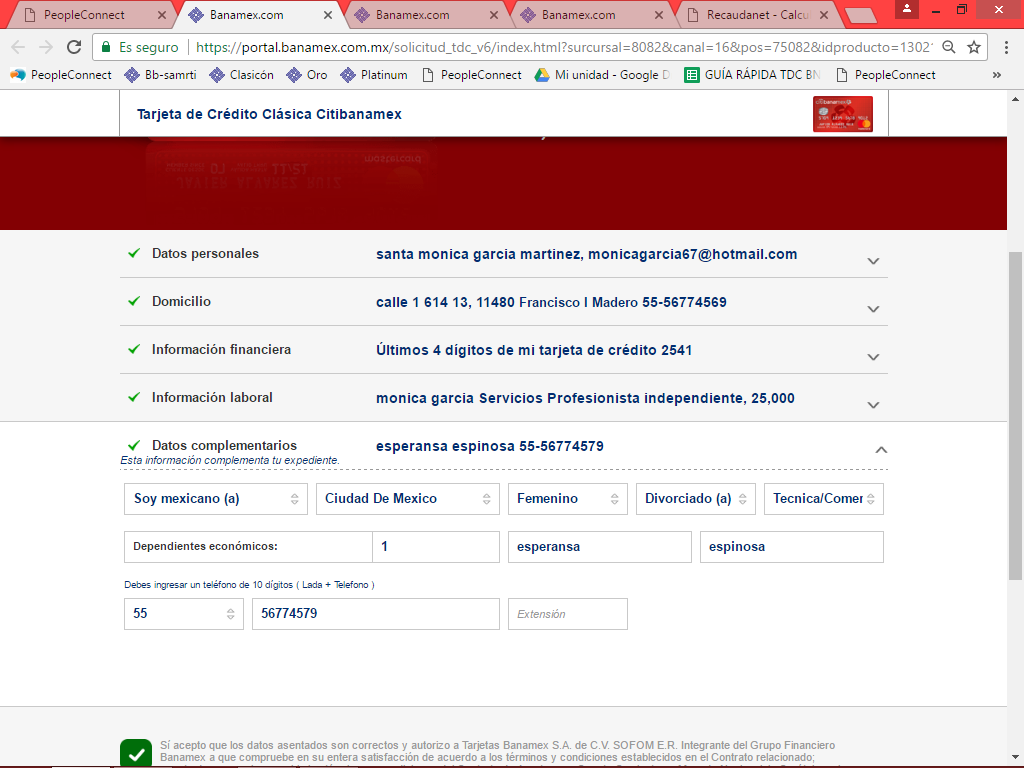 PeopleConnect Banamex.com Banamex.com Banamex.com Recaudanet - Calcu
Es seguro https://portal.banamex.com.mx/solicitud_tdc_v6/index.html?sursucal=8082&canal=16&pos=75082&idproducto=1302
PeopleConnect Bb-samrti Clasicón Oro Platinum PeopleConnect Mi unidad - Google D GUÍA RÁPIDA TDC BN PeopleConnect »
Tarjeta de Crédito Clásica Citibanamex
Datos personales santa monica garcia martinez, monicagarcia67@hotmail.com
Domicilio calle 1 614 13, 11480 Francisco I Madero 55-56774569
Información financiera Últimos 4 dígitos de mi tarjeta de crédito 2541
Información laboral monica garcia Servicios Profesionista independiente, 25,000
Datos complementarios esperansa espinosa 55-56774579
Esta información complementa tu expediente.
Soy mexicano (a) Ciudad De Mexico Femenino Divorciado (a) Tecnica/Comer
Dependientes económicos: 1 esperansa espinosa
Debes ingresar un teléfono de 10 dígitos ( Lada + Telefono )
55 56774579 Extensión
Sí acepto que los datos asentados son correctos y autorizo a Tarjetas Banamex S.A. de C.V. SOFOM E.R. Integrante del Grupo Financiero
Banamex a que compruebe en su entera satisfacción de acuerdo a los términos y condiciones establecidos en el Contrato relacionado;